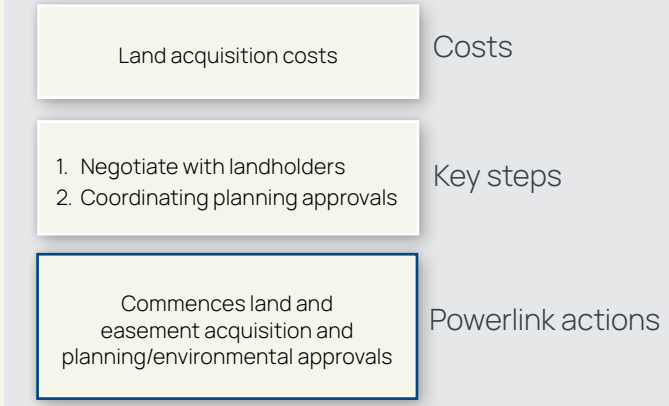 Land acquisition costs
Costs
1. Negotiate with landholders
2. Coordinating planning approvals
Key steps
Commences land and
easement acquisition and
planning/environmental approvals
Powerlink actions